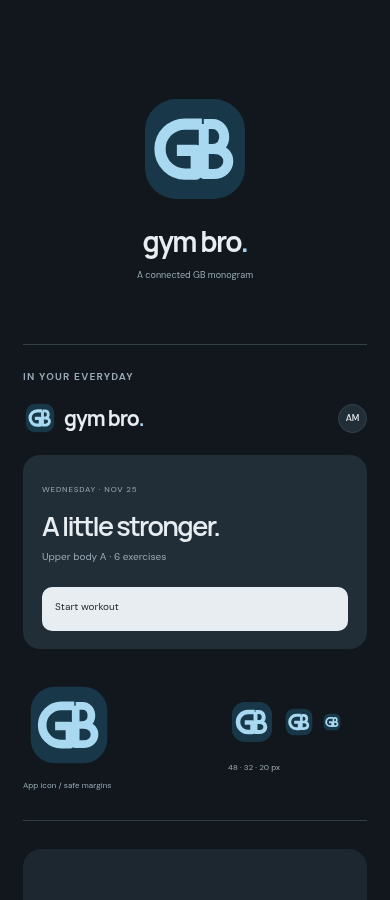 GB
gym bro.
A connected GB monogram
IN YOUR EVERYDAY
GB gym bro.
AM
WEDNESDAY · NOV 25
A little stronger.
Upper body A · 6 exercises
Start workout
GB
GB GB GB
48 · 32 · 20 px
App icon / safe margins